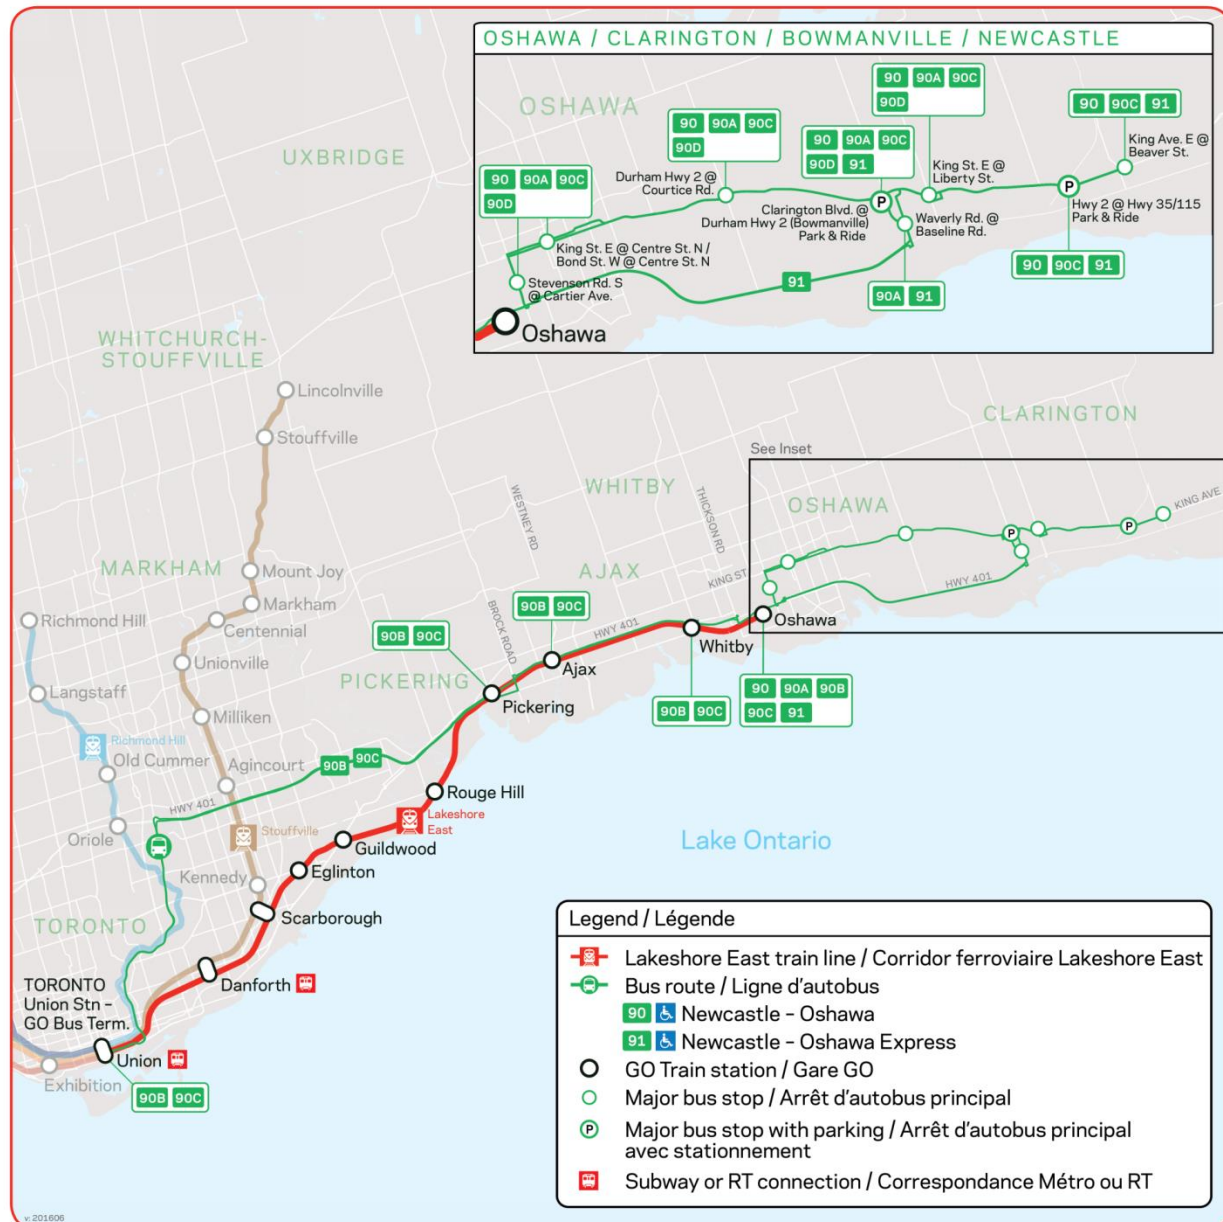 OSHAWA / CLARINGTON / BOWMANVILLE / NEWCASTLE
OSHAWA
90 90A 90C
90D
King St. E @ Centre St. N /
Bond St. W @ Centre St. N
Stevenson Rd. S
@ Cartier Ave.
90 90A 90C
90D
Durham Hwy 2 @
Courtice Rd.
90 90A 90C
90D 91
Clarington Blvd. @
Durham Hwy 2 (Bowmanville)
Park & Ride
90 90A 90C
90D
King St. E @
Liberty St.
Waverly Rd. @
Baseline Rd.
90A 91
90 90C 91
King Ave. E @
Beaver St.
Hwy 2 @ Hwy 35/115
Park & Ride
90 90C 91
P
P
91
Oshawa
UXBRIDGE
WHITCHURCH-
STOUFFVILLE
Lincolnville
Stouffville
CLARINGTON
See Inset
WHITBY
OSHAWA
WESTNEY RD
THICKSON RD
KING AVE
P
P
KING ST
HWY 401
MARKHAM
Mount Joy
Markham
Centennial
Unionville
Milliken
Agincourt
Stouffville
Kennedy
Richmond Hill
Langstaff
Richmond Hill
Old Cummer
Oriole
AJAX
BROCK ROAD
HWY 401
90B 90C
90B 90C
PICKERING
Pickering
Ajax
Whitby
Oshawa
90B 90C
90 90A 90B
90C 91
90B
90C
HWY 401
Rouge Hill
Lakeshore
East
Guildwood
Eglinton
Scarborough
Danforth
TORONTO
TORONTO
Union Stn –
GO Bus Term.
Union
Exhibition
90B 90C
Lake Ontario
Legend / Légende
Lakeshore East train line / Corridor ferroviaire Lakeshore East
Bus route / Ligne d'autobus
90 Newcastle – Oshawa
91 Newcastle – Oshawa Express
GO Train station / Gare GO
Major bus stop / Arrêt d'autobus principal
P Major bus stop with parking / Arrêt d'autobus principal
avec stationnement
Subway or RT connection / Correspondance Métro ou RT
v: 201606